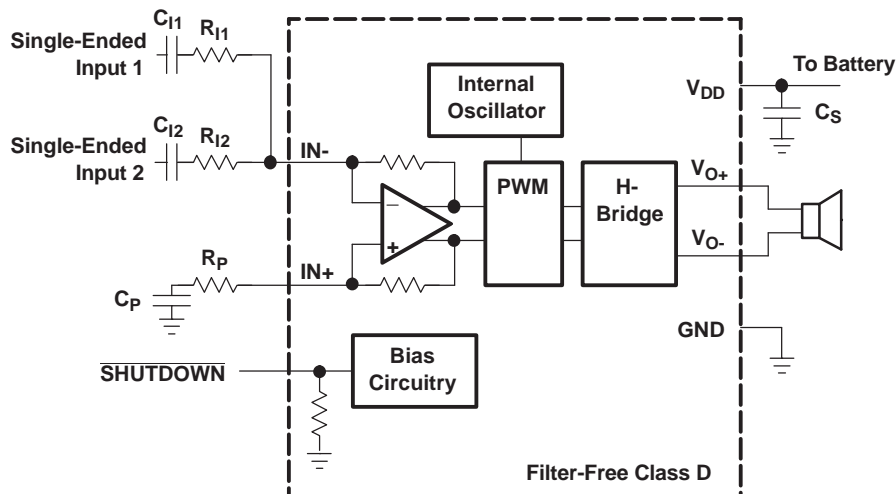 C_I1
R_I1
Single-Ended
Input 1
C_I2
R_I2
Single-Ended
Input 2
IN-
Internal
Oscillator
PWM
H-
Bridge
V_DD
To Battery
C_S
V_O+
V_O-
−
+
R_P
IN+
C_P
GND
SHUTDOWN
Bias
Circuitry
Filter-Free Class D